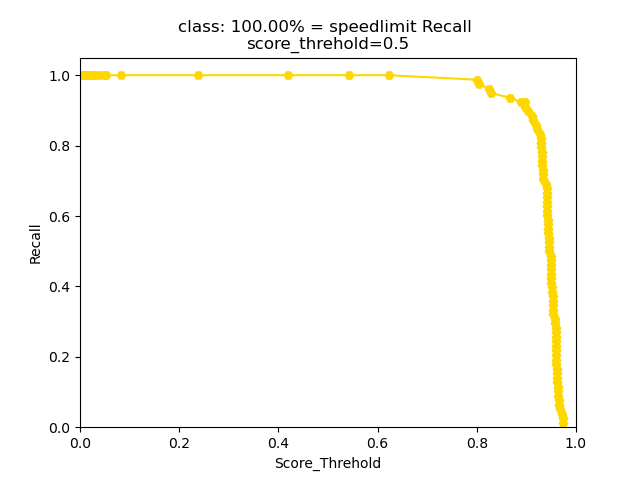 class: 100.00% = speedlimit Recall
score_threhold=0.5
1.0
0.8
0.6
0.4
0.2
0.0
Recall
0.0 0.2 0.4 0.6 0.8 1.0
Score_Threhold